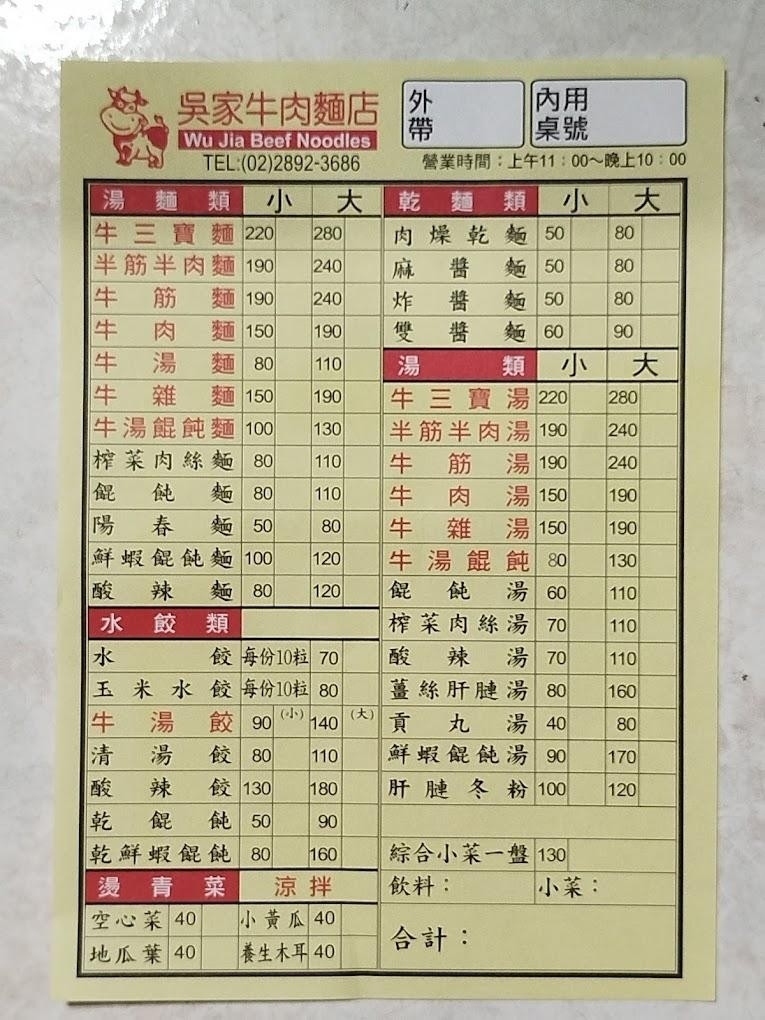 吳家牛肉麵店
Wu Jia Beef Noodles
TEL:(02)2892-3686
外帶
內用桌號
營業時間：上午11：00～晚上10：00
湯麵類 小 大
牛三寶麵 220 280
半筋半肉麵 190 240
牛筋麵 190 240
牛肉麵 150 190
牛湯麵 80 110
牛雜麵 150 190
牛湯餛飩麵 100 130
榨菜肉絲麵 80 110
餛飩麵 80 110
陽春麵 50 80
鮮蝦餛飩麵 100 120
酸辣麵 80 120
水餃類
水餃 每份10粒 70
玉米水餃 每份10粒 80
牛湯餃 90 (小) 140 (大)
清湯餃 80 110
酸辣餃 130 180
乾餛飩 50 90
乾鮮蝦餛飩 80 160
燙青菜 涼拌
空心菜 40 小黃瓜 40
地瓜葉 40 養生木耳 40
乾麵類 小 大
肉燥乾麵 50 80
麻醬麵 50 80
炸醬麵 50 80
雙醬麵 60 90
湯類 小 大
牛三寶湯 220 280
半筋半肉湯 190 240
牛筋湯 190 240
牛肉湯 150 190
牛雜湯 150 190
牛湯餛飩 80 130
餛飩湯 60 110
榨菜肉絲湯 70 110
酸辣湯 70 110
薑絲肝腱湯 80 160
貢丸湯 40 80
鮮蝦餛飩湯 90 170
肝腱冬粉 100 120
綜合小菜一盤 130
飲料： 小菜：
合計：